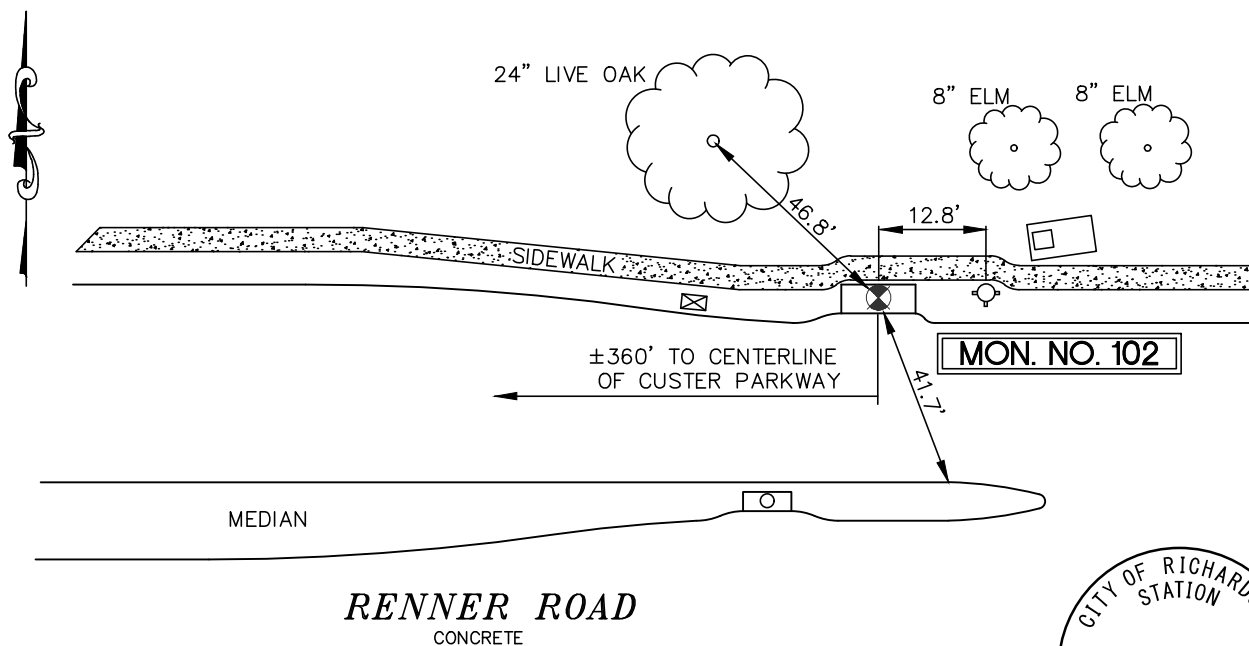 24” LIVE OAK
8” ELM
8” ELM
46.8’
12.8’
SIDEWALK
±360’ TO CENTERLINE
OF CUSTER PARKWAY
MON. NO. 102
41.7’
MEDIAN
RENNER ROAD
CONCRETE
CITY OF RICHARD
STATION